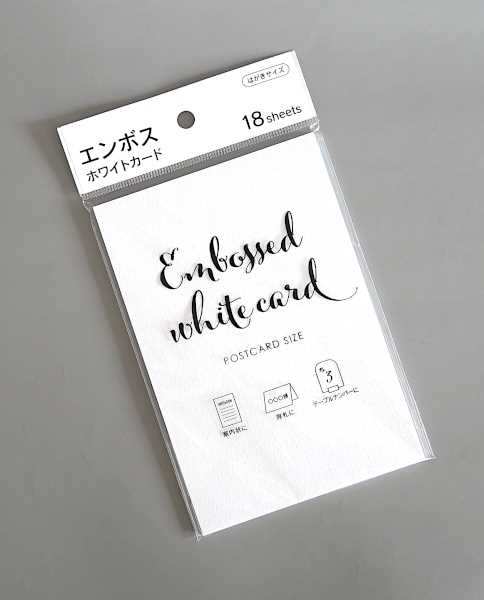 はがきサイズ
エンボス
ホワイトカード
18 sheets
Embossed
white card
POSTCARD SIZE
案内状に
○○○様
席札に
3
テーブルナンバーに